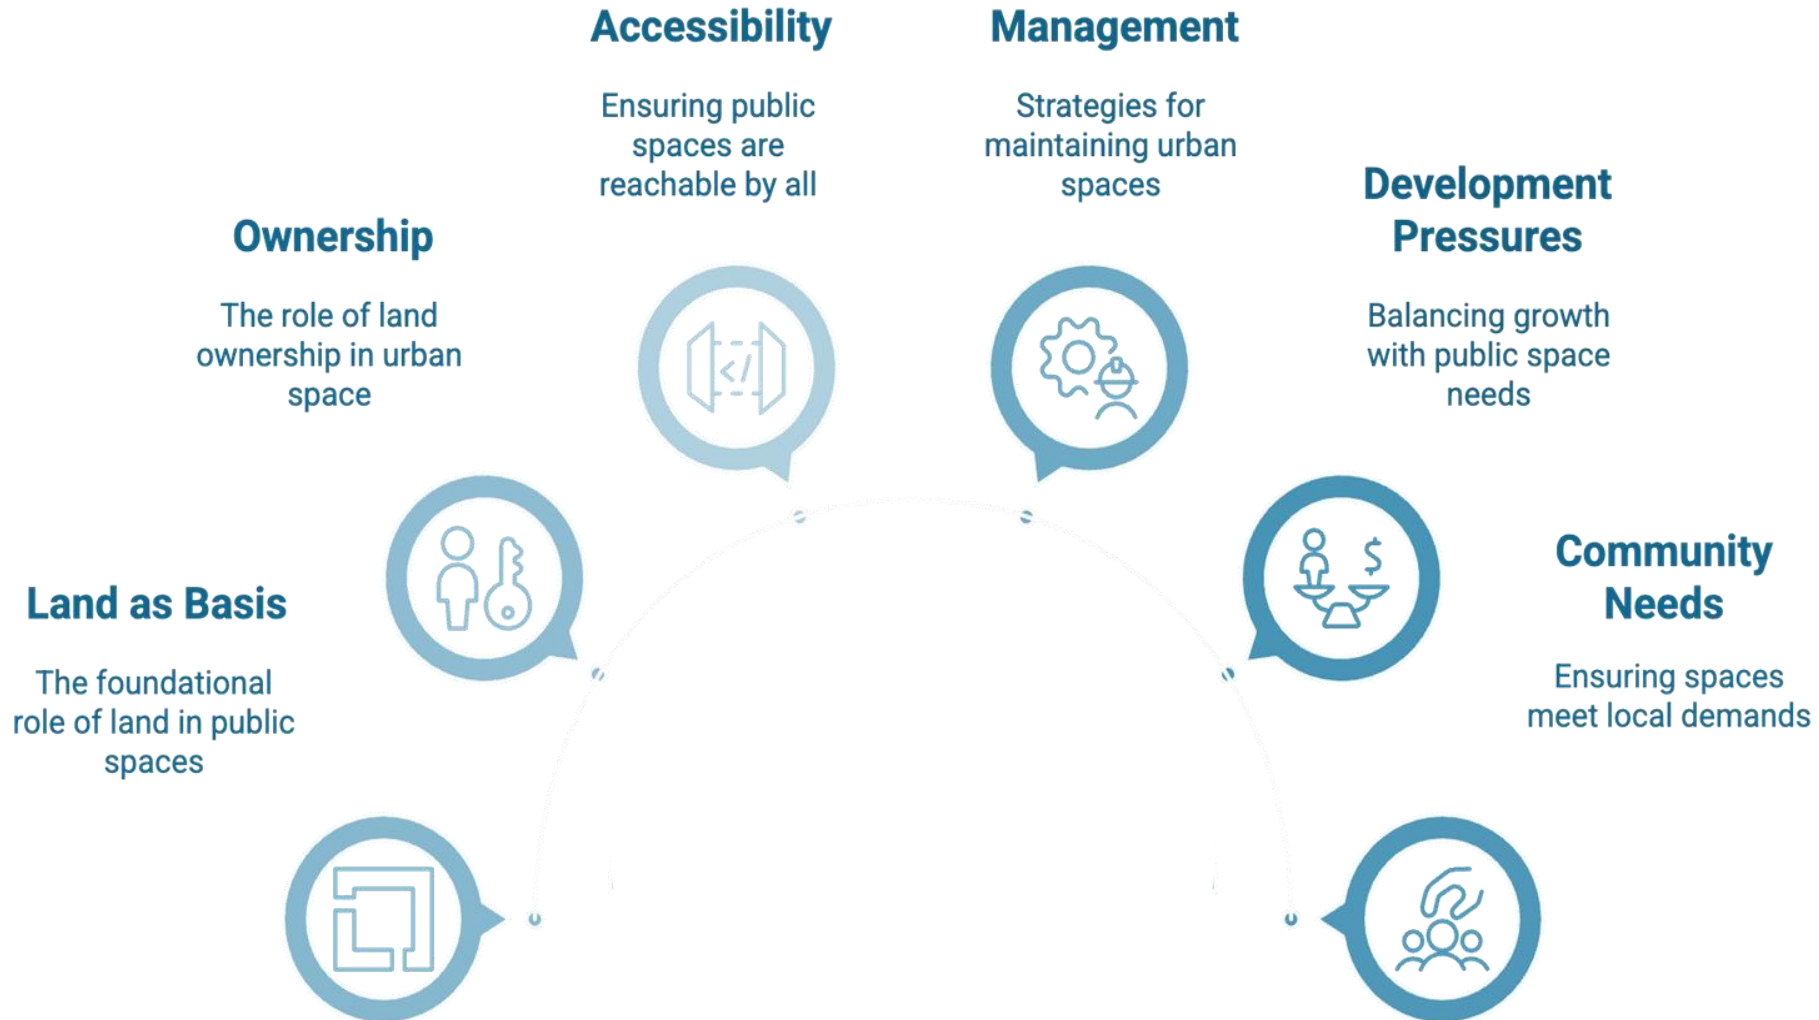 Land as Basis
The foundational
role of land in public
spaces
Ownership
The role of land
ownership in urban
space
Accessibility
Ensuring public
spaces are
reachable by all
</>
Management
Strategies for
maintaining urban
spaces
Development
Pressures
Balancing growth
with public space
needs
$
Community
Needs
Ensuring spaces
meet local demands